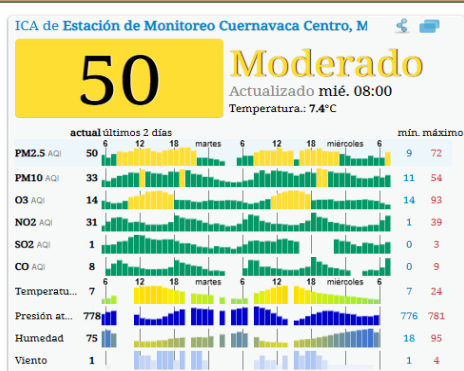 ICA de Estación de Monitoreo Cuernavaca Centro, M
50
Moderado
Actualizado mié. 08:00
Temperatura.: 7.4°C
actual últimos 2 días mín. máximo
6 12 18 martes 6 12 18 miércoles 6
PM2.5 AQI 50 9 72
PM10 AQI 33 11 54
O3 AQI 14 14 93
NO2 AQI 31 1 39
SO2 AQI 1 0 3
CO AQI 8 0 9
6 12 18 martes 6 12 18 miércoles 6
Temperatu... 7 7 24
Presión at... 778 776 781
Humedad 75 18 95
Viento 1 1 4